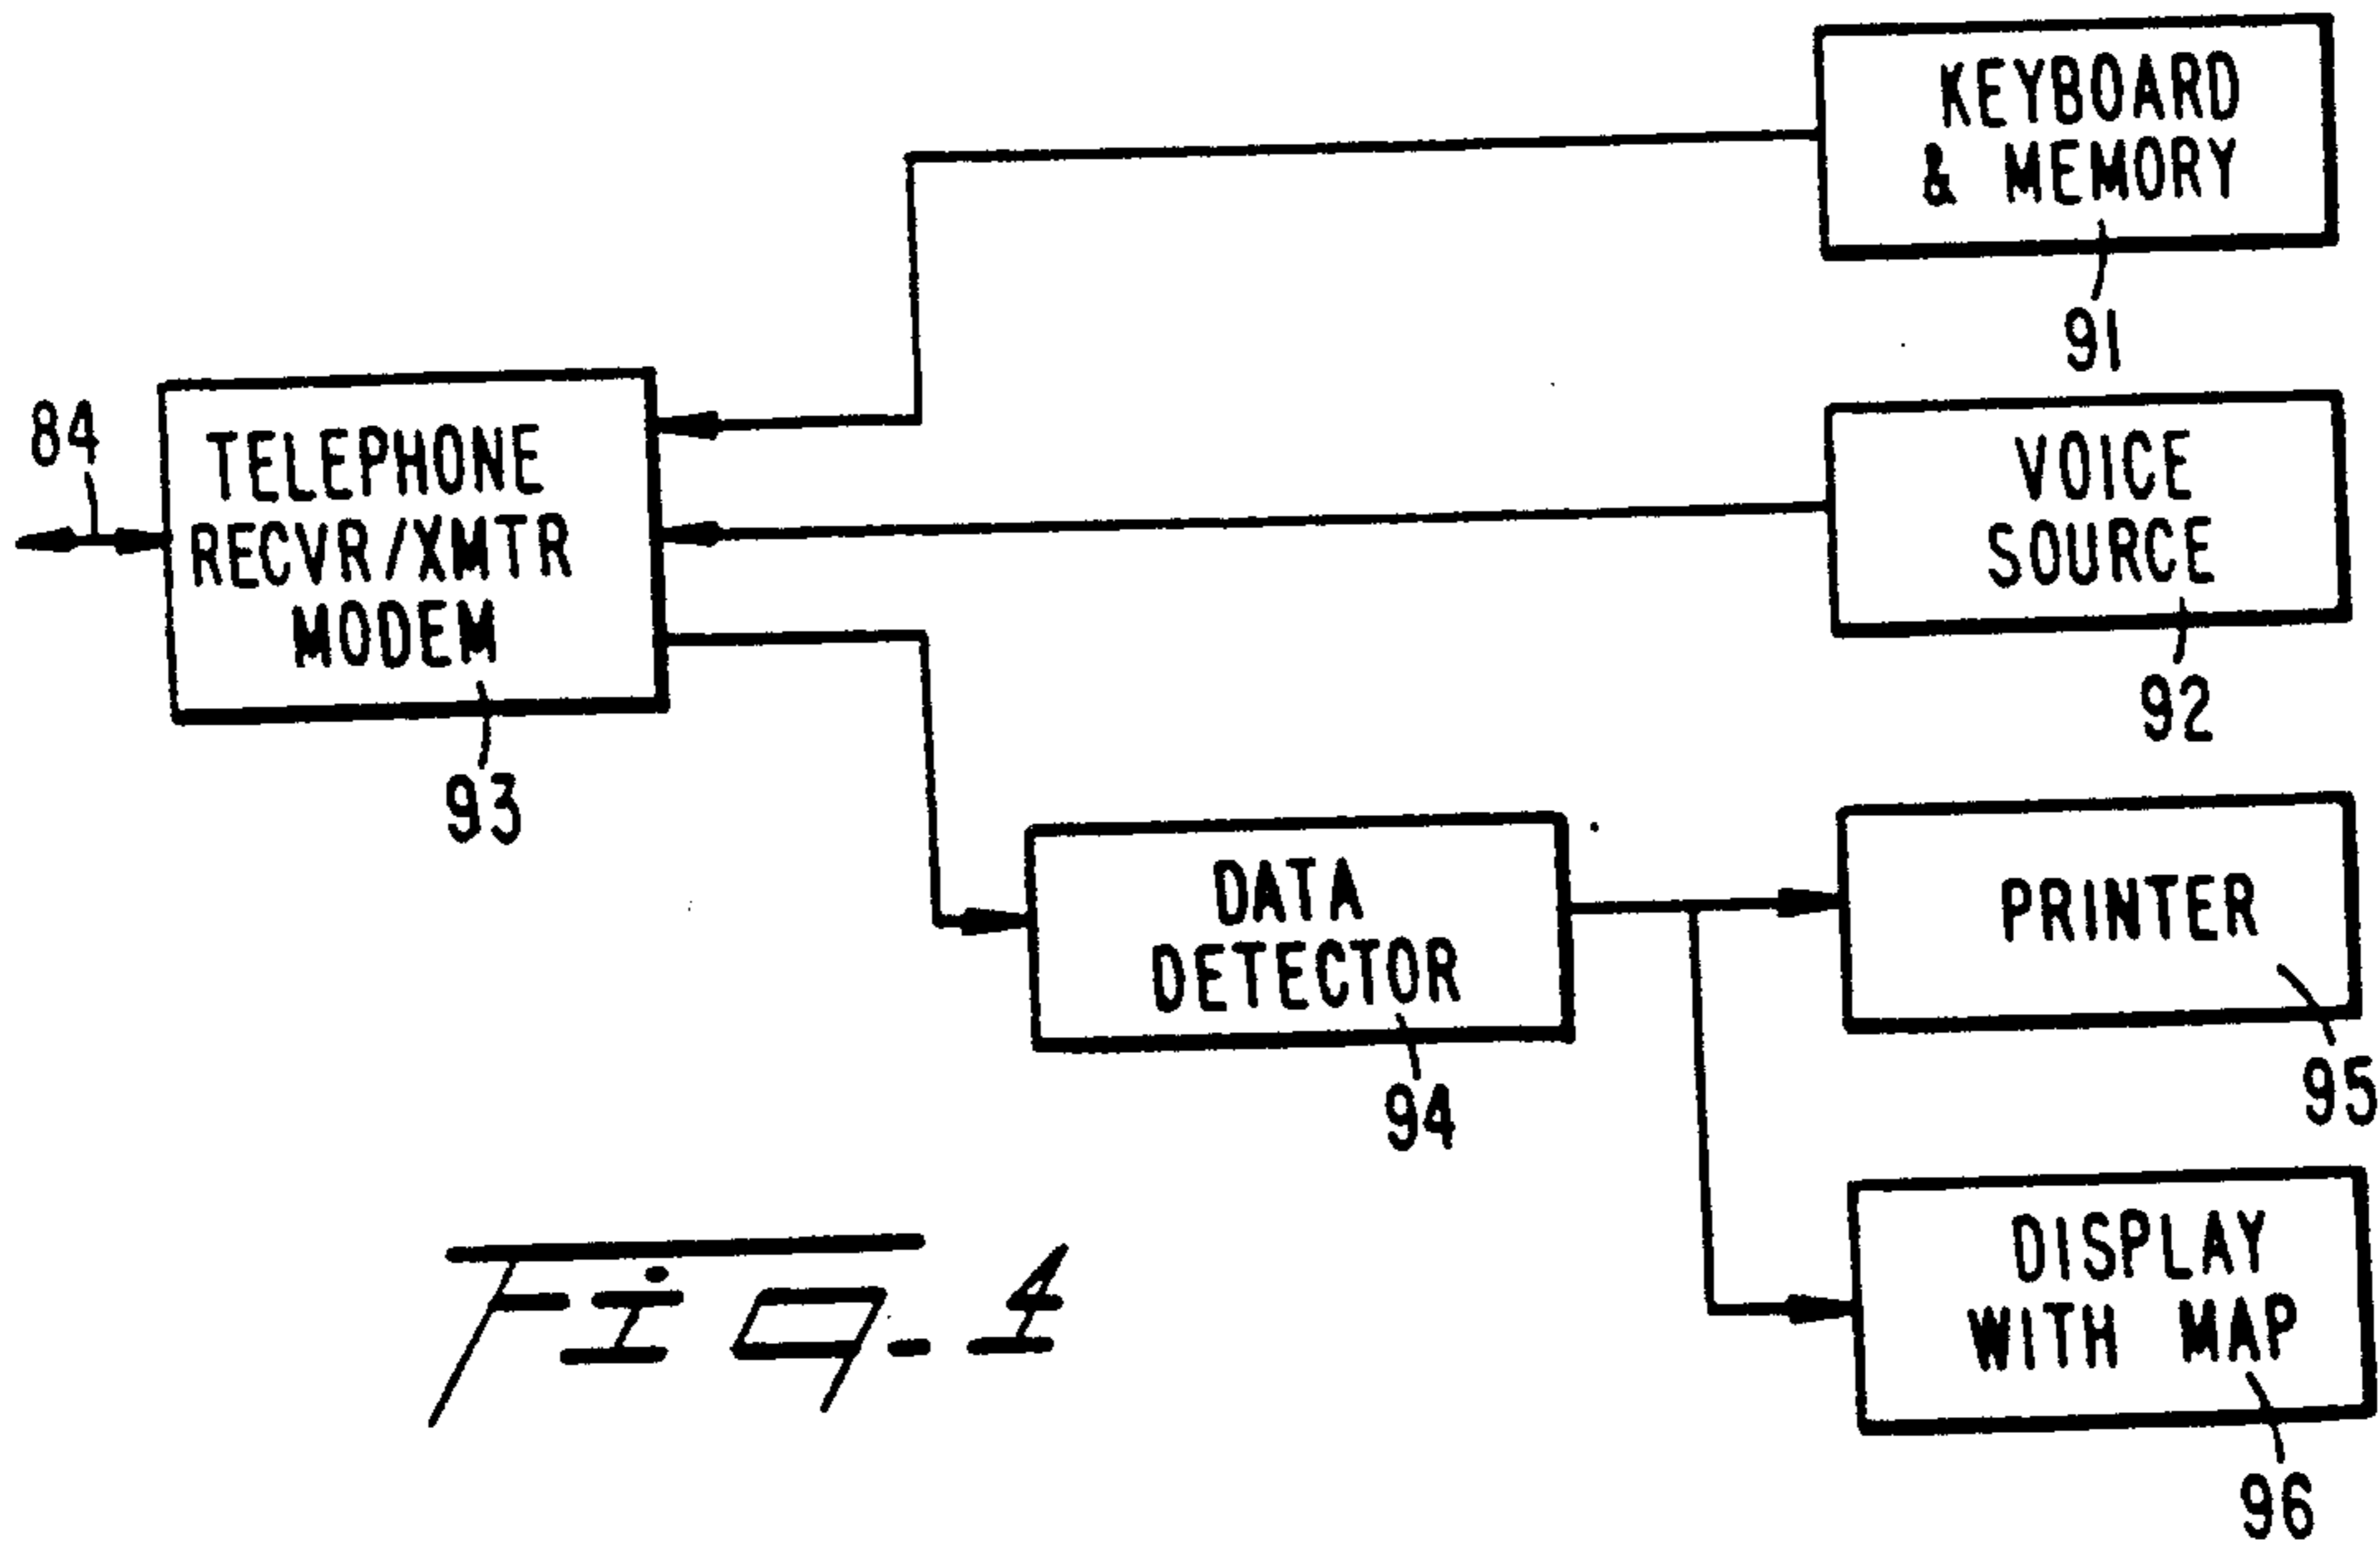 KEYBOARD
& MEMORY
91
84
TELEPHONE
RECVR/XMTR
MODEM
93
VOICE
SOURCE
92
DATA
DETECTOR
94
PRINTER
95
DISPLAY
WITH MAP
96
Fig. 4